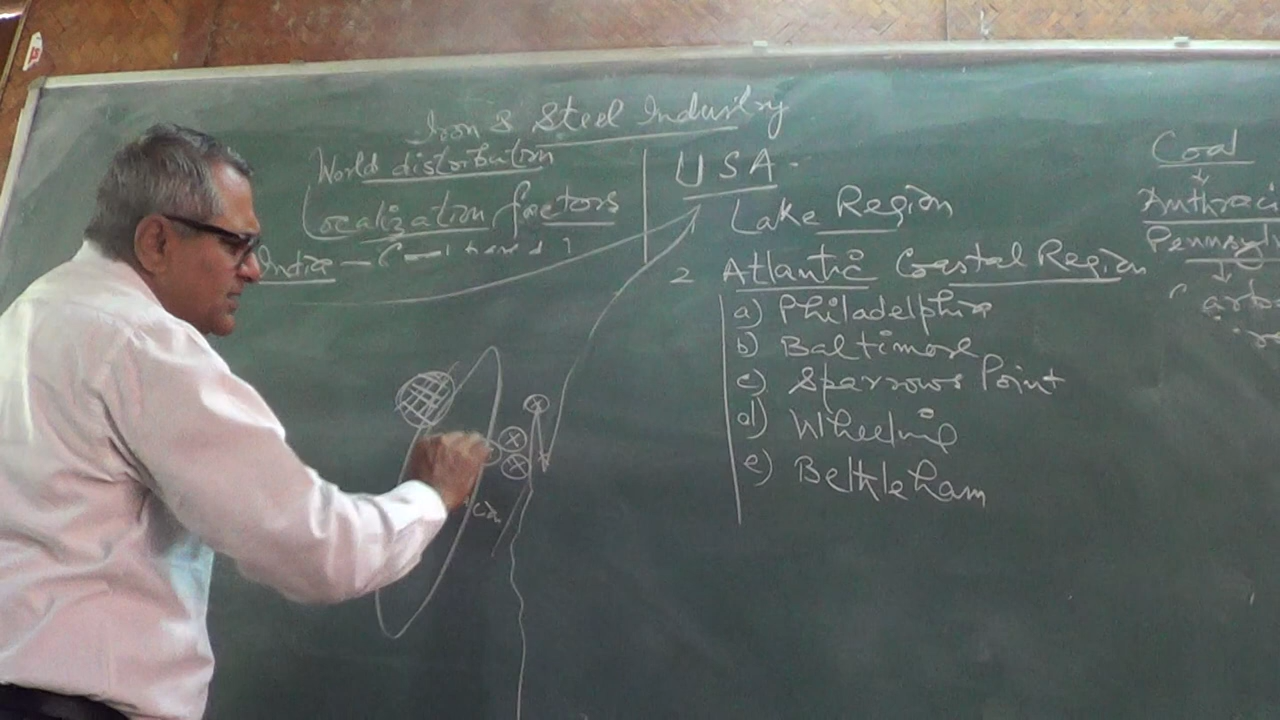 Iron & Steel Industry
World distribution
Localization factors
India —
USA
Lake Region
2 Atlantic Coastal Region
a) Philadelphia
b) Baltimore
c) Sparrows Point
d) Wheeling
e) Bethleham
Coal
Anthraci
Pennsyl